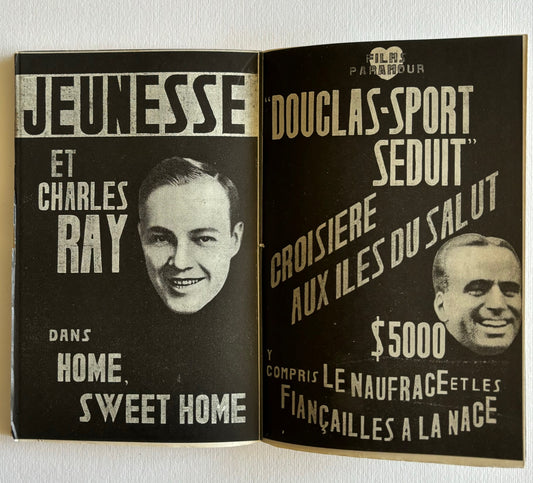 JEUNESSE
ET
CHARLES
RAY
DANS
HOME,
SWEET HOME
FILMS
PARAMOUR
"DOUGLAS-SPORT
SEDUIT"
CROISIERE
AUX ILES DU SALUT
$5000
Y
COMPRIS LE NAUFRAGE ET LES
FIANÇAILLES A LA NAGE